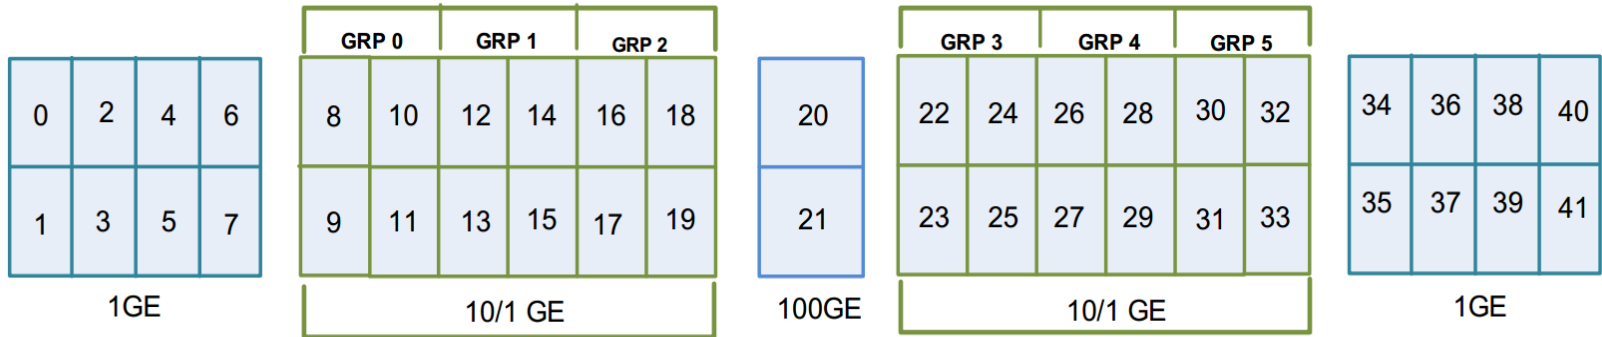 GRP 0 GRP 1 GRP 2 GRP 3 GRP 4 GRP 5
0 2 4 6 8 10 12 14 16 18 20 22 24 26 28 30 32 34 36 38 40
1 3 5 7 9 11 13 15 17 19 21 23 25 27 29 31 33 35 37 39 41
1GE 10/1 GE 100GE 10/1 GE 1GE